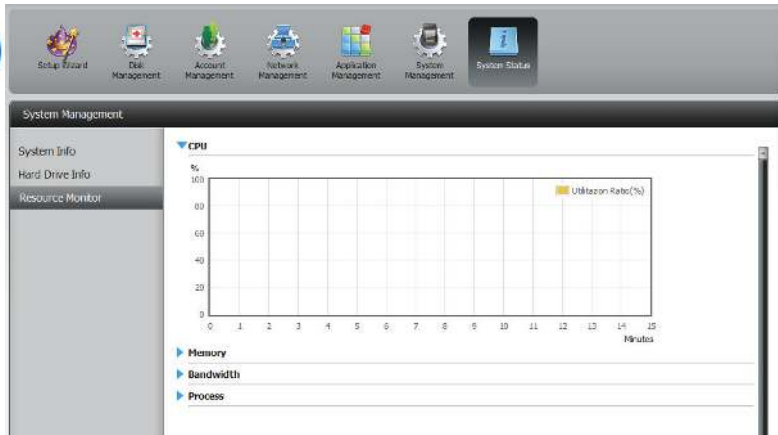 Setup Wizard
Disk
Management
Account
Management
Network
Management
Application
Management
System
Management
System Status
System Management
System Info
Hard Drive Info
Resource Monitor
CPU
%
100
80
60
40
20
0
Utilitazon Ratio(%)
0 1 2 3 4 5 6 7 8 9 10 11 12 13 14 15
Minutes
Memory
Bandwidth
Process